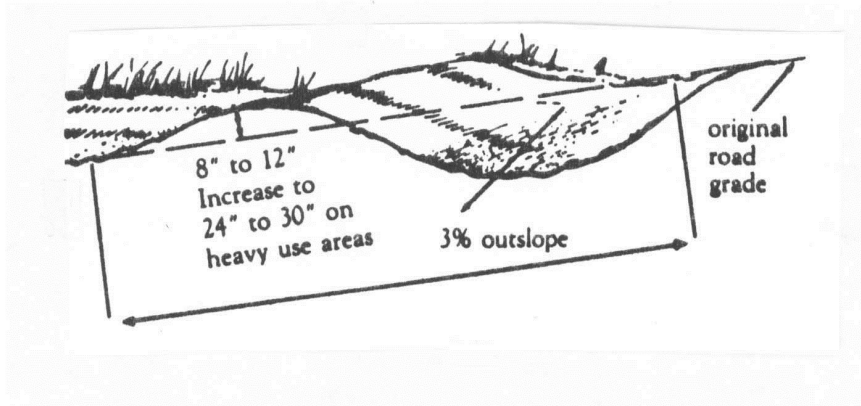 8" to 12"
Increase to
24" to 30" on
heavy use areas
3% outslope
original
road
grade